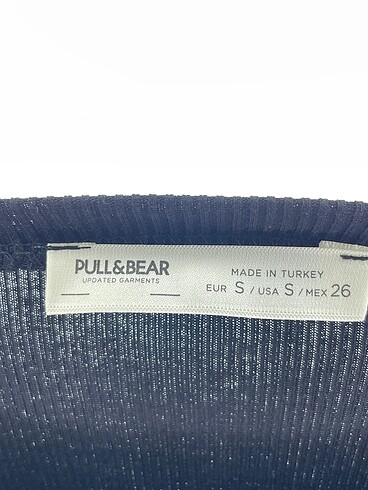 PULL&BEAR
UPDATED GARMENTS
MADE IN TURKEY
EUR S / USA S / MEX 26